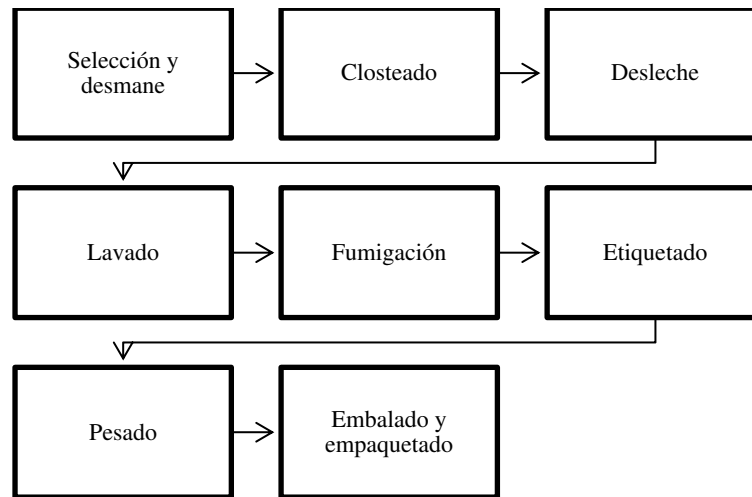 Selección y
desmane
Closteado
Desleche
Lavado
Fumigación
Etiquetado
Pesado
Embalado y
empaquetado